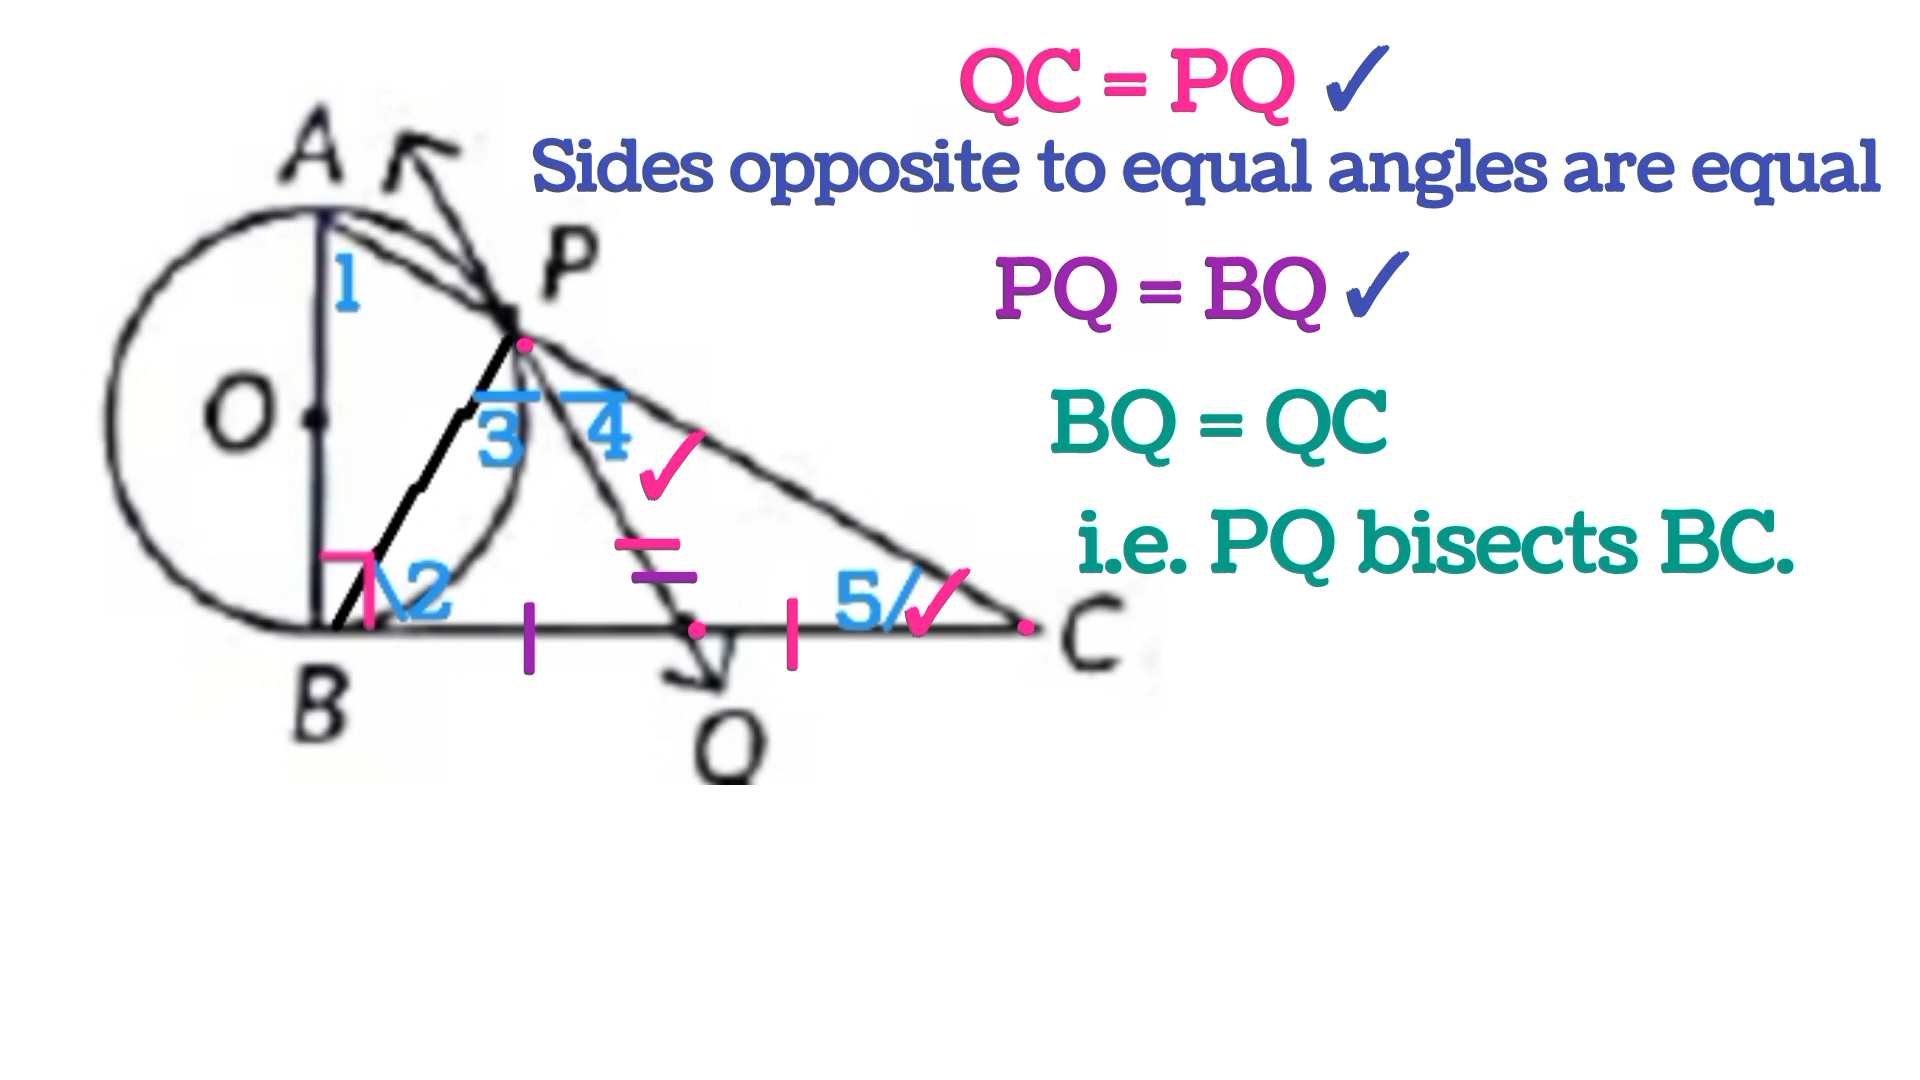 QC = PQ ✓
Sides opposite to equal angles are equal
PQ = BQ ✓
BQ = QC
i.e. PQ bisects BC.
A
P
1
O
3 4
2
5
B
C
Q